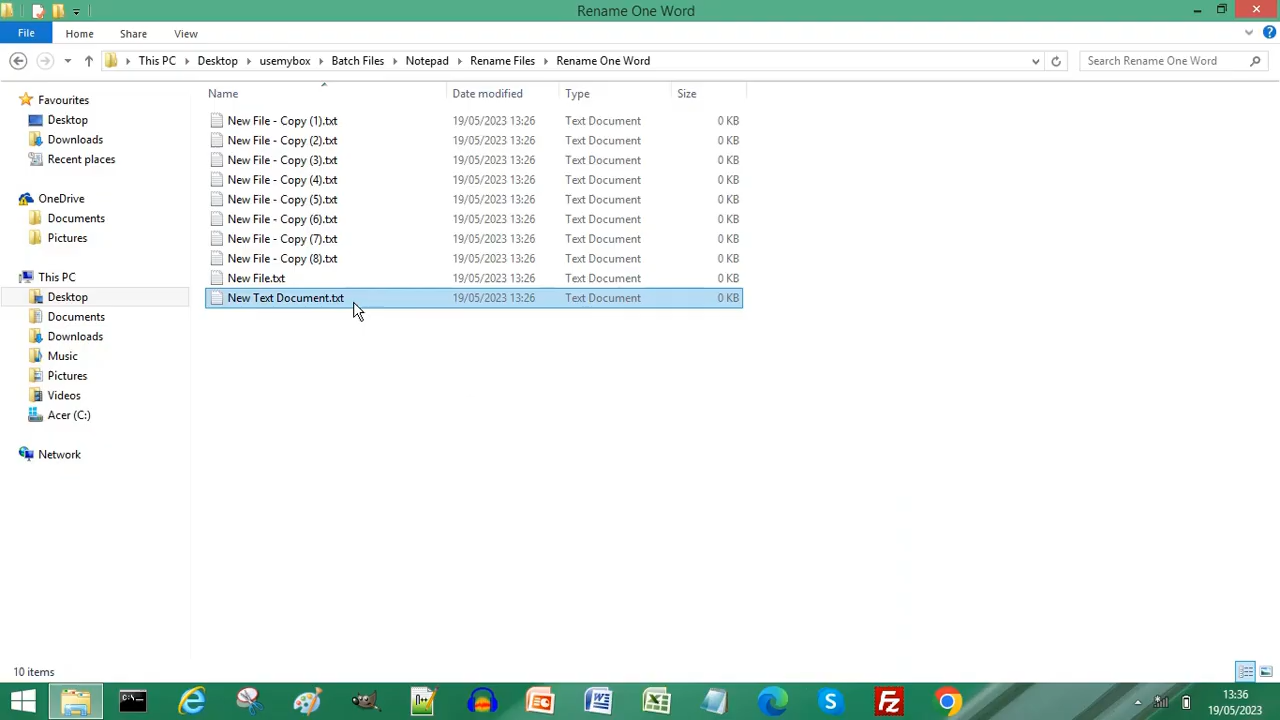 Rename One Word
File Home Share View
This PC Desktop usemybox Batch Files Notepad Rename Files Rename One Word Search Rename One Word
Name Date modified Type Size
Favourites
Desktop
Downloads
Recent places
OneDrive
Documents
Pictures
This PC
Desktop
Documents
Downloads
Music
Pictures
Videos
Acer (C:)
Network
New File - Copy (1).txt 19/05/2023 13:26 Text Document 0 KB
New File - Copy (2).txt 19/05/2023 13:26 Text Document 0 KB
New File - Copy (3).txt 19/05/2023 13:26 Text Document 0 KB
New File - Copy (4).txt 19/05/2023 13:26 Text Document 0 KB
New File - Copy (5).txt 19/05/2023 13:26 Text Document 0 KB
New File - Copy (6).txt 19/05/2023 13:26 Text Document 0 KB
New File - Copy (7).txt 19/05/2023 13:26 Text Document 0 KB
New File - Copy (8).txt 19/05/2023 13:26 Text Document 0 KB
New File.txt 19/05/2023 13:26 Text Document 0 KB
New Text Document.txt 19/05/2023 13:26 Text Document 0 KB
10 items
13:36
19/05/2023